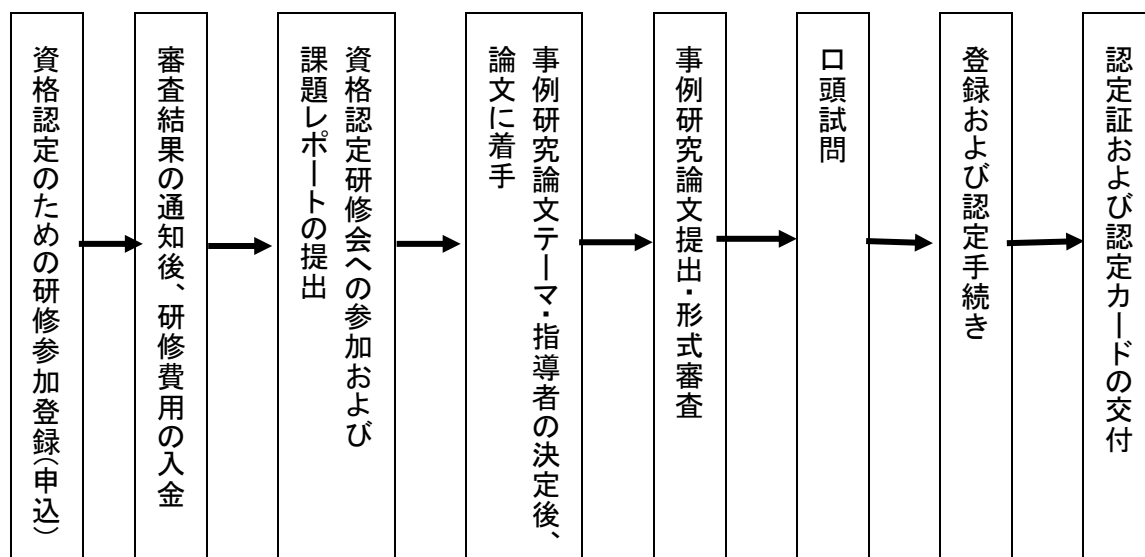 資格認定のための研修参加登録（申込）
審査結果の通知後、研修費用の入金
資格認定研修会への参加および
課題レポートの提出
事例研究論文テーマ・指導者の決定後、
論文に着手
事例研究論文提出・形式審査
口頭試問
登録および認定手続き
認定証および認定カードの交付